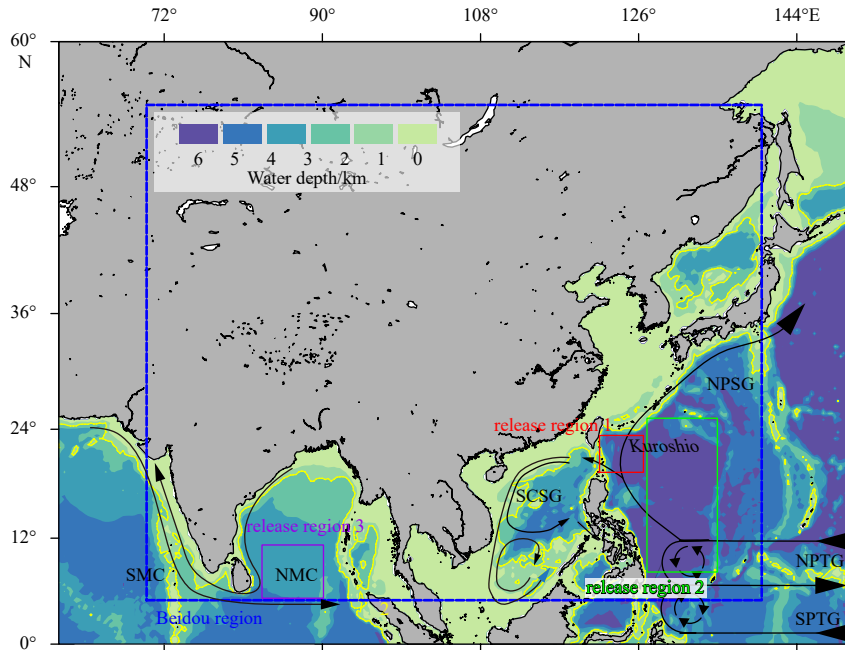 72° 90° 108° 126° 144°E
60°
N
6 5 4 3 2 1 0
Water depth/km
48°
36°
NPSG
24°
release region 1
Kuroshio
SCSG
release region 3
12°
NPTG
SMC
NMC
release region 2
Beidou region
SPTG
0°